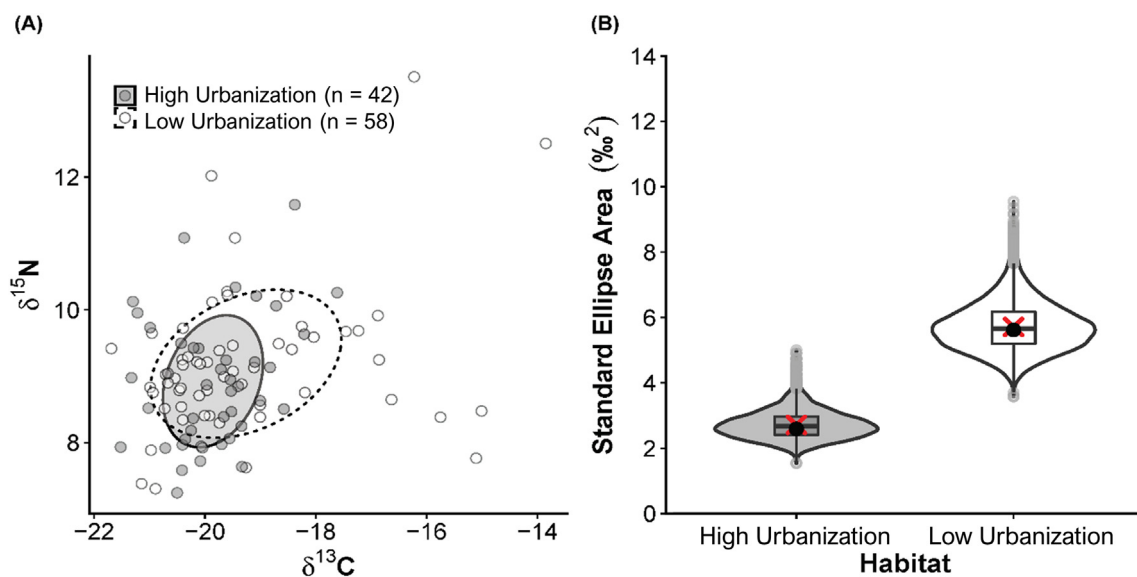 (A)
High Urbanization (n = 42)
Low Urbanization (n = 58)
δ¹⁵N
12
10
8
−22
−20
−18
−16
−14
δ¹³C
(B)
Standard Ellipse Area (‰²)
14
12
10
8
6
4
2
0
High Urbanization
Low Urbanization
Habitat